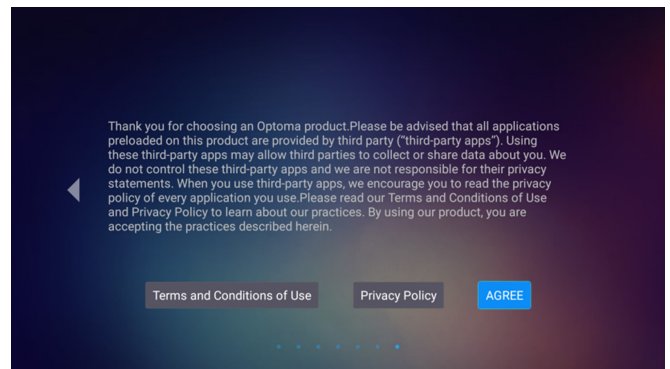 Thank you for choosing an Optoma product.Please be advised that all applications
preloaded on this product are provided by third party (“third-party apps”). Using
these third-party apps may allow third parties to collect or share data about you. We
do not control these third-party apps and we are not responsible for their privacy
statements. When you use third-party apps, we encourage you to read the privacy
policy of every application you use.Please read our Terms and Conditions of Use
and Privacy Policy to learn about our practices. By using our product, you are
accepting the practices described herein.
Terms and Conditions of Use Privacy Policy AGREE